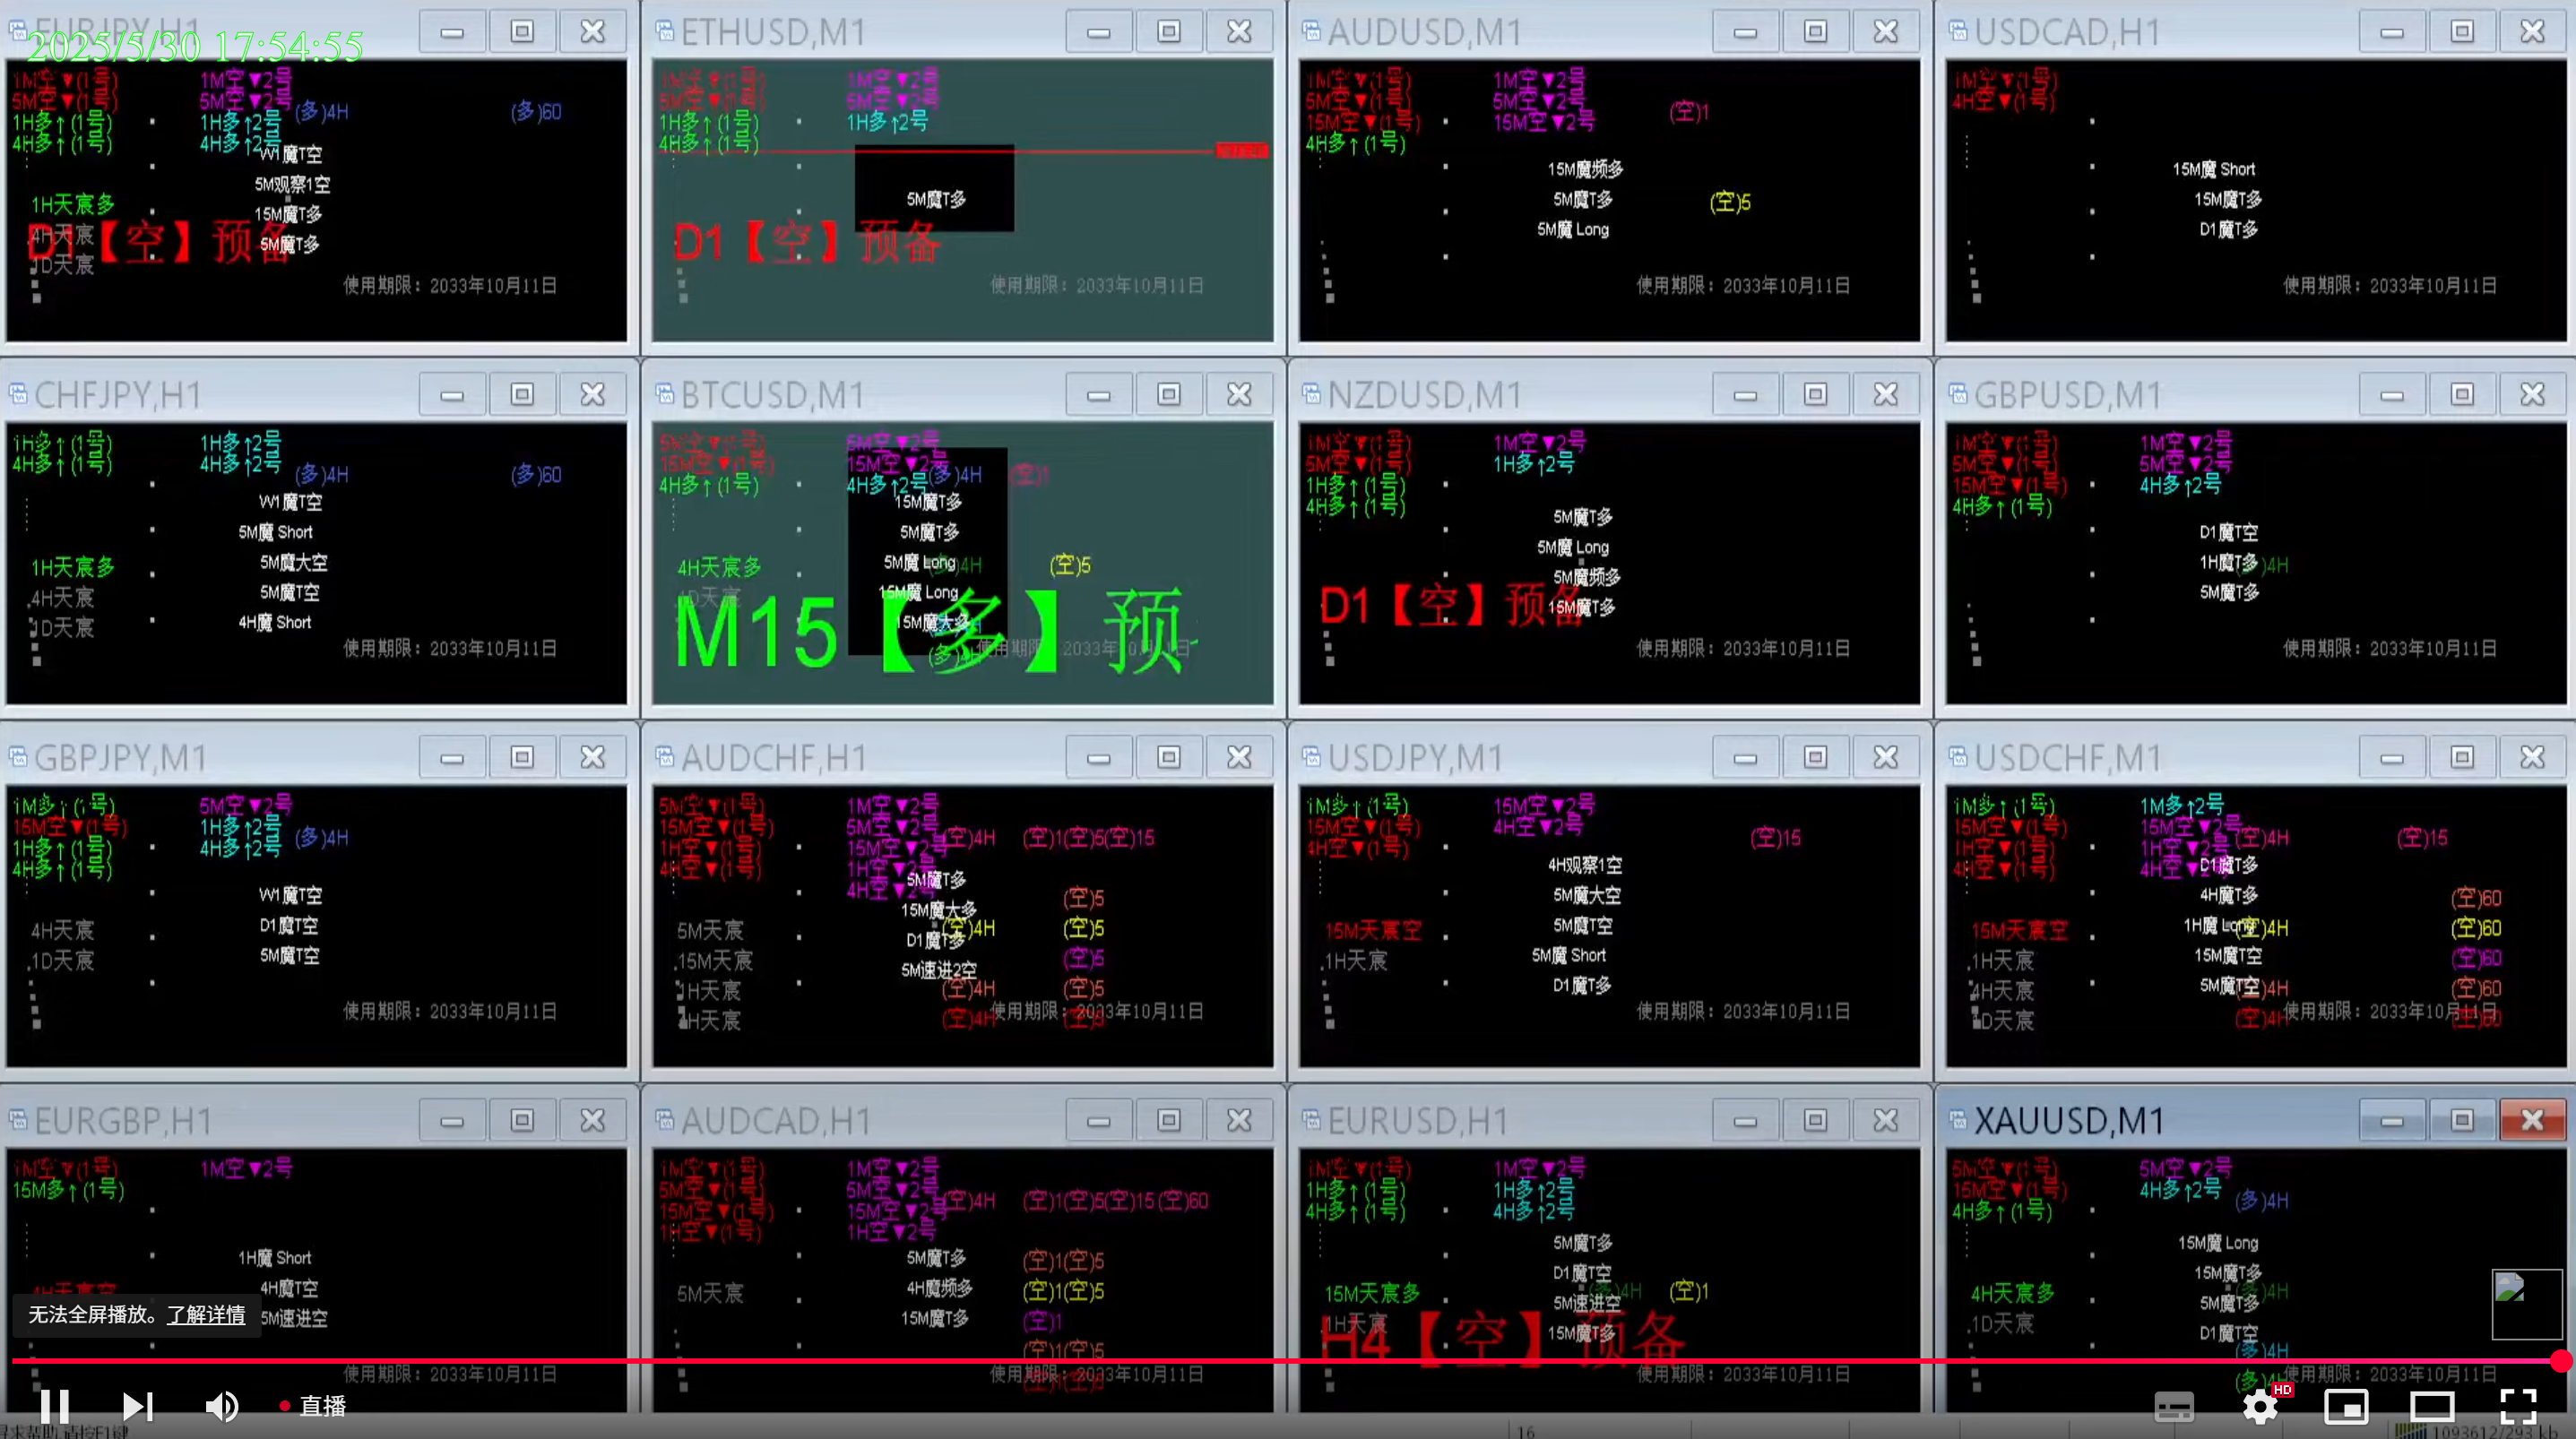 EURJPY,H1
2025/5/30 17:54:55
1M空▼(1号)
5M空▼(1号)
1H多↑(1号)
4H多↑(1号)
1M空▼2号
5M空▼2号
1H多↑2号
4H多↑2号
(多)4H
(多)60
W1魔T空
5M观察1空
15M魔T多
5M魔T多
1H天宸多
4H天宸
1D天宸
D1【空】预备
使用期限：2033年10月11日
ETHUSD,M1
1M空▼(1号)
5M空▼(1号)
1H多↑(1号)
4H多↑(1号)
1M空▼2号
5M空▼2号
1H多↑2号
5M魔T多
D1【空】预备
使用期限：2033年10月11日
AUDUSD,M1
1M空▼(1号)
5M空▼(1号)
15M空▼(1号)
4H多↑(1号)
1M空▼2号
5M空▼2号
15M空▼2号
(空)1
15M魔频多
5M魔T多
5M魔 Long
(空)5
使用期限：2033年10月11日
USDCAD,H1
1M空▼(1号)
4H空▼(1号)
15M魔 Short
15M魔T多
D1魔T多
使用期限：2033年10月11日
CHFJPY,H1
1H多↑(1号)
4H多↑(1号)
1H多↑2号
4H多↑2号
(多)4H
(多)60
W1魔T空
5M魔 Short
5M魔大空
5M魔T空
4H魔 Short
1H天宸多
4H天宸
1D天宸
使用期限：2033年10月11日
BTCUSD,M1
5M空▼(1号)
15M空▼(1号)
4H多↑(1号)
5M空▼2号
15M空▼2号
4H多↑2号
(多)4H
(空)1
15M魔T多
5M魔T多
5M魔 Long
15M魔 Long
15M魔大多
4H天宸多
1D天宸
(多)4H
(空)5
M15【多】预
使用期限：2033年10月11日
NZDUSD,M1
1M空▼(1号)
5M空▼(1号)
1H多↑(1号)
4H多↑(1号)
1M空▼2号
1H多↑2号
5M魔T多
5M魔 Long
5M魔频多
15M魔T多
D1【空】预备
使用期限：2033年10月11日
GBPUSD,M1
1M空▼(1号)
5M空▼(1号)
15M空▼(1号)
4H多↑(1号)
1M空▼2号
5M空▼2号
4H多↑2号
D1魔T空
1H魔T多
5M魔T多
)4H
使用期限：2033年10月11日
GBPJPY,M1
1M多↑(1号)
15M空▼(1号)
1H多↑(1号)
4H多↑(1号)
5M空▼2号
1H多↑2号
4H多↑2号
(多)4H
W1魔T空
D1魔T空
5M魔T空
4H天宸
1D天宸
使用期限：2033年10月11日
AUDCHF,H1
5M空▼(1号)
15M空▼(1号)
1H空▼(1号)
4H空▼(1号)
1M空▼2号
5M空▼2号
15M空▼2号
1H空▼2号
4H空▼2号
(空)4H
(空)1(空)5(空)15
5M魔T多
15M魔大多
D1魔T多
5M速进2空
(空)5
(空)4H
(空)5
(空)5
(空)4H
(空)5
(空)4H
(空)5
5M天宸
15M天宸
1H天宸
4H天宸
使用期限：2033年10月11日
USDJPY,M1
1M多↑(1号)
15M空▼(1号)
4H空▼(1号)
15M空▼2号
4H空▼2号
(空)15
4H观察1空
5M魔大空
5M魔T空
5M魔 Short
D1魔T多
15M天宸空
1H天宸
使用期限：2033年10月11日
USDCHF,M1
1M多↑(1号)
15M空▼(1号)
1H空▼(1号)
4H空▼(1号)
1M多↑2号
15M空▼2号
1H空▼2号
4H空▼2号
(空)4H
(空)15
D1魔T多
4H魔T多
1H魔 Long
15M魔T空
5M魔T空
(空)60
(空)4H
(空)60
(空)60
(空)4H
(空)60
(空)4H
(空)60
15M天宸空
1H天宸
4H天宸
1D天宸
使用期限：2033年10月11日
EURGBP,H1
1M空▼(1号)
15M多↑(1号)
1M空▼2号
1H魔 Short
4H魔T空
5M速进空
4H天宸空
使用期限：2033年10月11日
AUDCAD,H1
1M空▼(1号)
5M空▼(1号)
15M空▼(1号)
1H空▼(1号)
1M空▼2号
5M空▼2号
15M空▼2号
1H空▼2号
(空)4H
(空)1(空)5(空)15(空)60
5M魔T多
4H魔频多
15M魔T多
(空)1(空)5
(空)1(空)5
(空)1
(空)1(空)5
(空)1(空)5
5M天宸
使用期限：2033年10月11日
EURUSD,H1
1M空▼(1号)
1H多↑(1号)
4H多↑(1号)
1M空▼2号
1H多↑2号
4H多↑2号
5M魔T多
D1魔T空
5M速进空
15M魔T多
(多)4H
(空)1
15M天宸多
1H天宸
H4【空】预备
使用期限：2033年10月11日
XAUUSD,M1
5M空▼(1号)
15M空▼(1号)
4H多↑(1号)
5M空▼2号
4H多↑2号
(多)4H
15M魔 Long
15M魔T多
5M魔T多
D1魔T空
(多)4H
(多)4H
(多)4H
4H天宸多
1D天宸
使用期限：2033年10月11日
无法全屏播放。了解详情
直播
HD
寻求帮助,请按F1键
16
1093612/293 kb